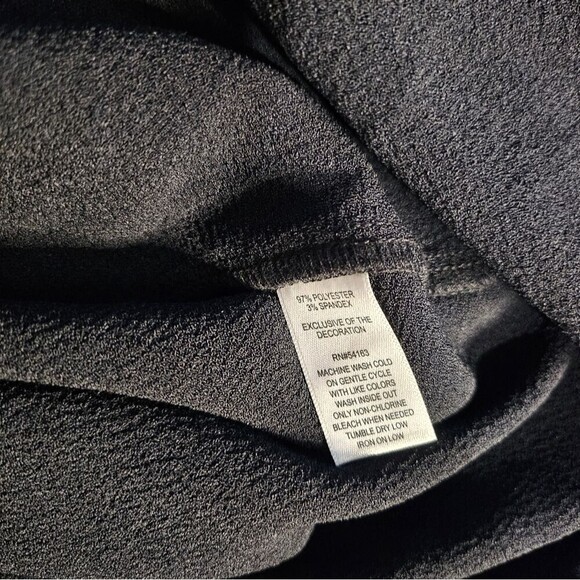 97% POLYESTER
3% SPANDEX
EXCLUSIVE OF THE
DECORATION
RN#54163
MACHINE WASH COLD
ON GENTLE CYCLE
WITH LIKE COLORS
WASH INSIDE OUT
ONLY NON-CHLORINE
BLEACH WHEN NEEDED
TUMBLE DRY LOW
IRON ON LOW